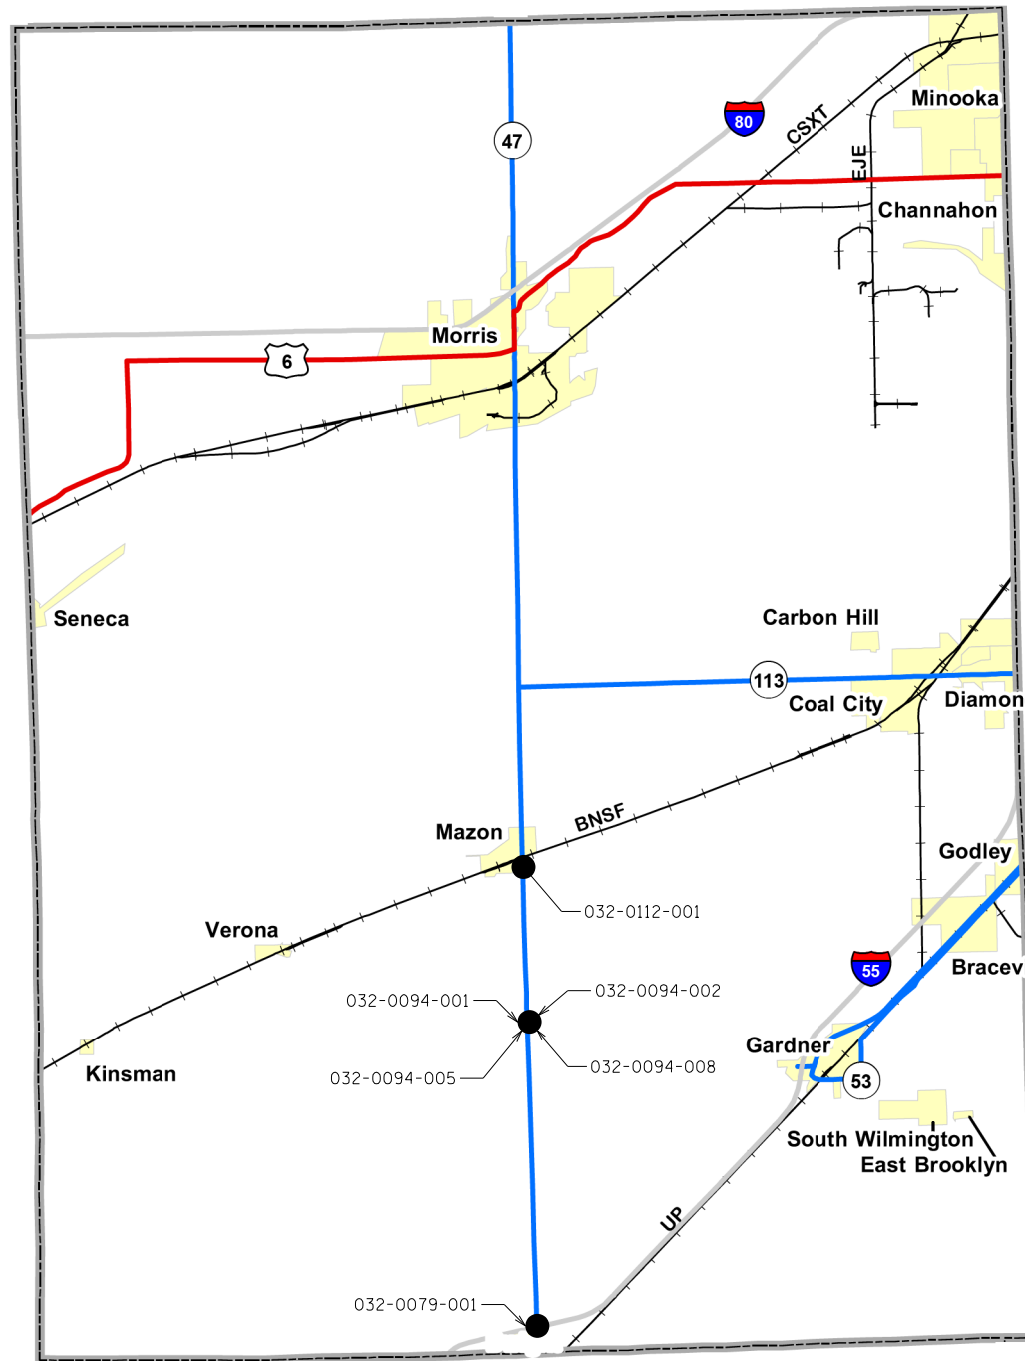 Minooka
80
CSXT
47
EJE
Channahon
Morris
6
Seneca
Carbon Hill
113
Coal City
Diamon
BNSF
Mazon
Godley
032-0112-001
Verona
55
Bracev
032-0094-001
032-0094-002
Gardner
032-0094-005
032-0094-008
Kinsman
53
South Wilmington
East Brooklyn
UP
032-0079-001